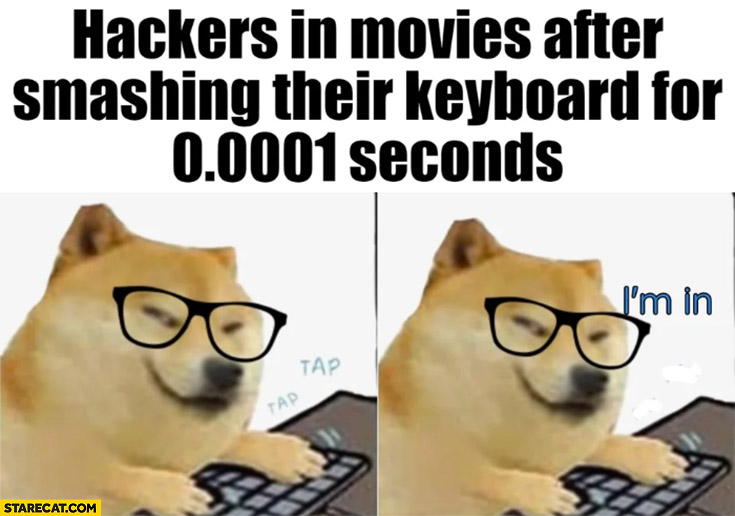 Hackers in movies after
smashing their keyboard for
0.0001 seconds
TAP
TAP
I'm in
STARECAT.COM